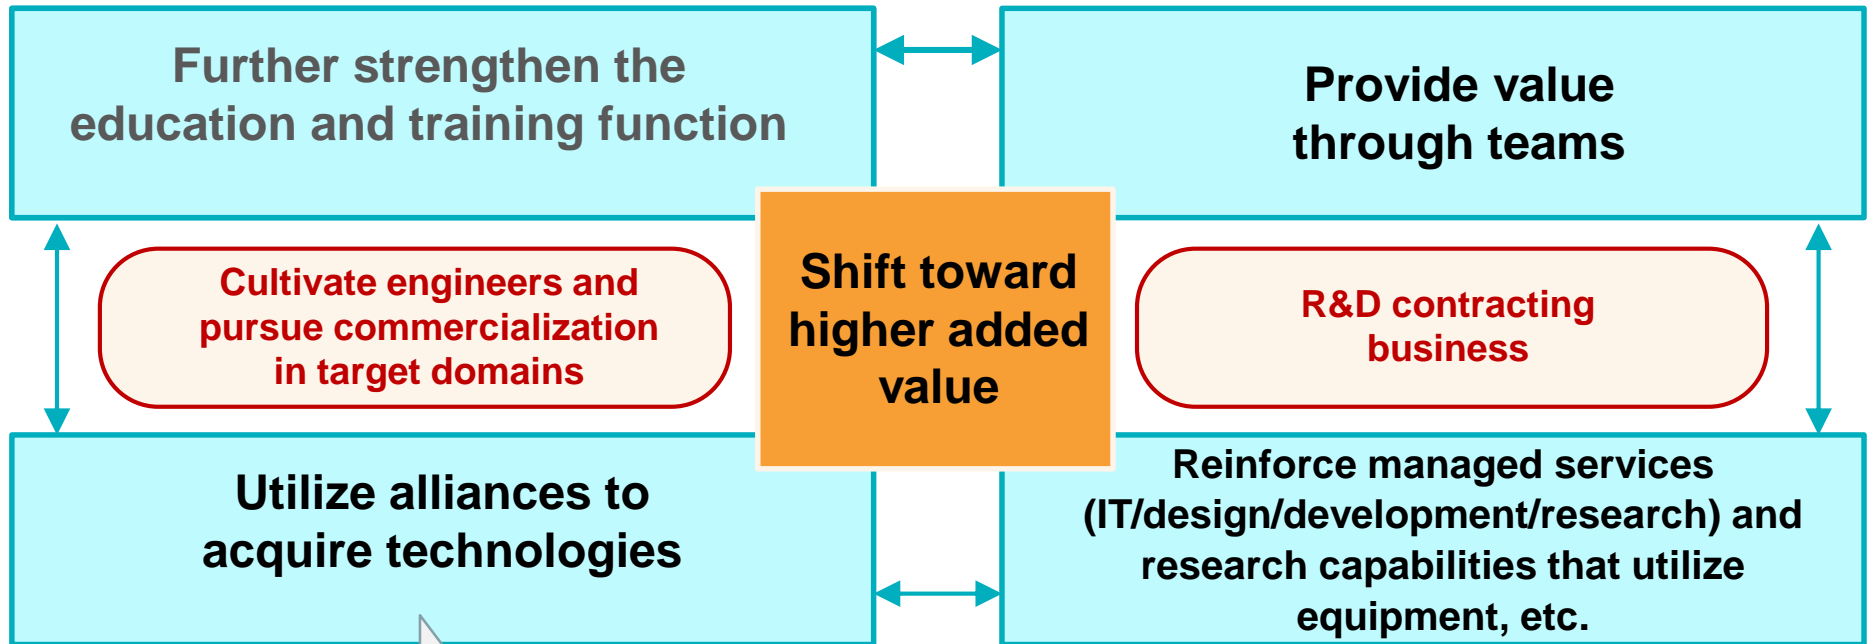 Further strengthen the
education and training function
Provide value
through teams
Cultivate engineers and
pursue commercialization
in target domains
Shift toward
higher added
value
R&D contracting
business
Utilize alliances to
acquire technologies
Reinforce managed services
(IT/design/development/research) and
research capabilities that utilize
equipment, etc.